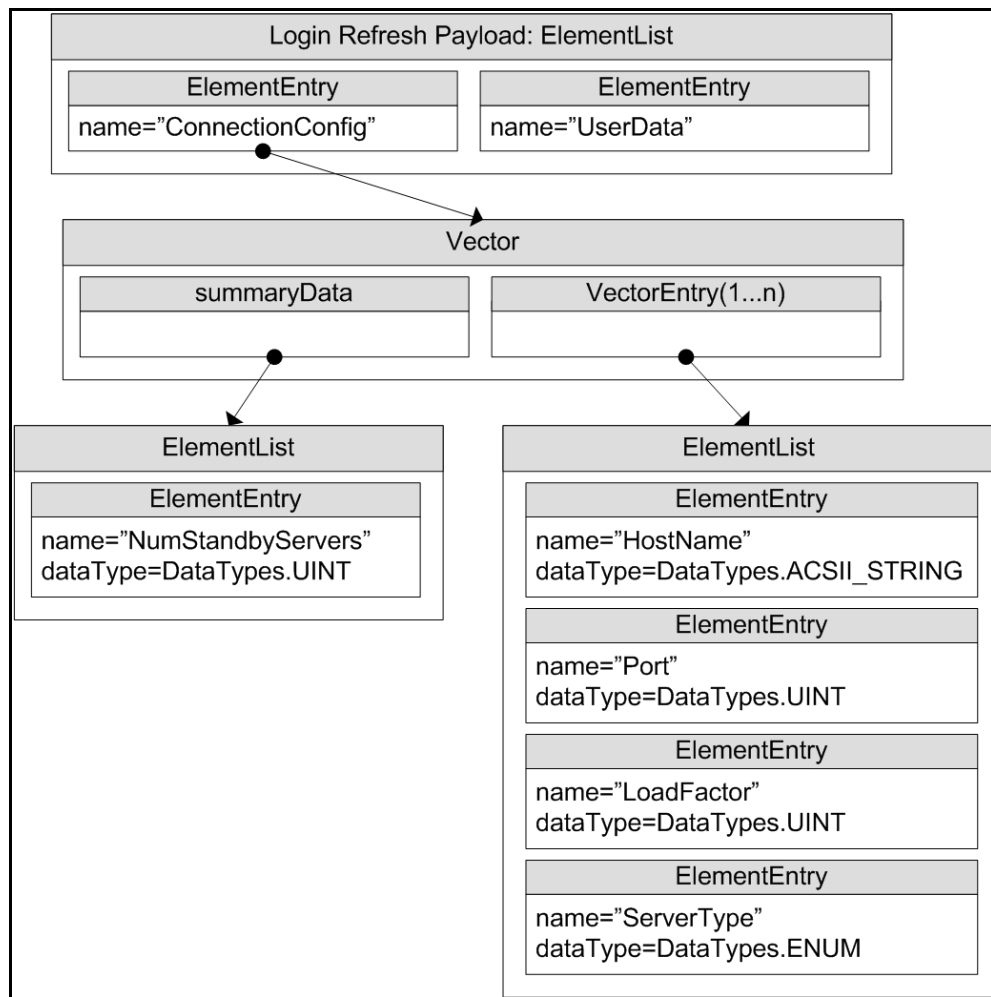 Login Refresh Payload: ElementList
ElementEntry
name=”ConnectionConfig”
ElementEntry
name=”UserData”
Vector
summaryData
VectorEntry(1...n)
ElementList
ElementEntry
name=”NumStandbyServers”
dataType=DataTypes.UINT
ElementList
ElementEntry
name=”HostName”
dataType=DataTypes.ACSII_STRING
ElementEntry
name=”Port”
dataType=DataTypes.UINT
ElementEntry
name=”LoadFactor”
dataType=DataTypes.UINT
ElementEntry
name=”ServerType”
dataType=DataTypes.ENUM